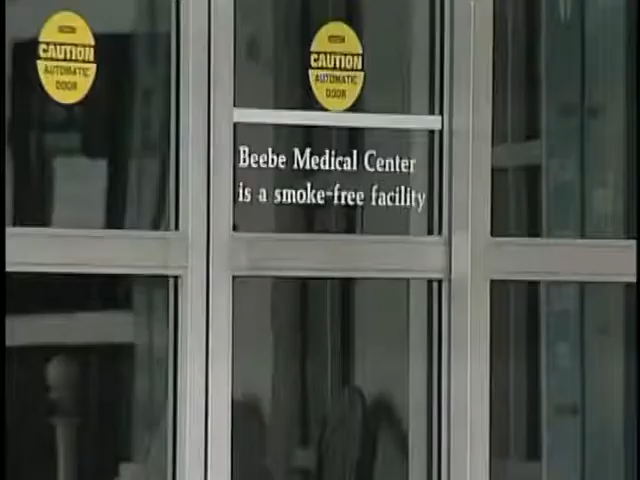 CAUTION
AUTOMATIC
DOOR
CAUTION
AUTOMATIC
DOOR
Beebe Medical Center
is a smoke-free facility